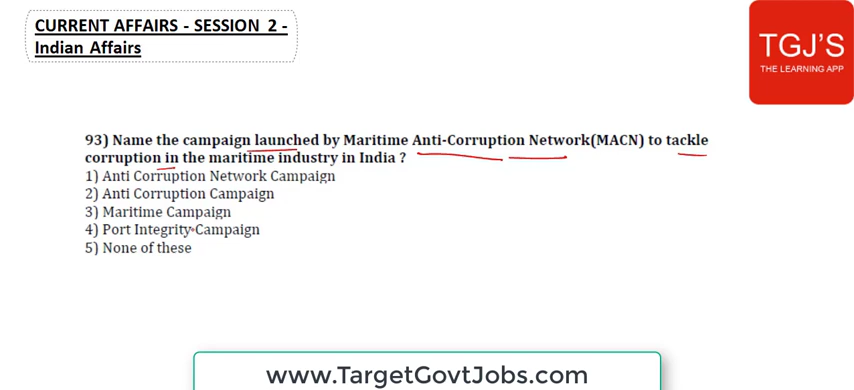 CURRENT AFFAIRS - SESSION 2 -
Indian Affairs
TGJ'S
THE LEARNING APP
93) Name the campaign launched by Maritime Anti-Corruption Network(MACN) to tackle
corruption in the maritime industry in India ?
1) Anti Corruption Network Campaign
2) Anti Corruption Campaign
3) Maritime Campaign
4) Port Integrity Campaign
5) None of these
www.TargetGovtJobs.com